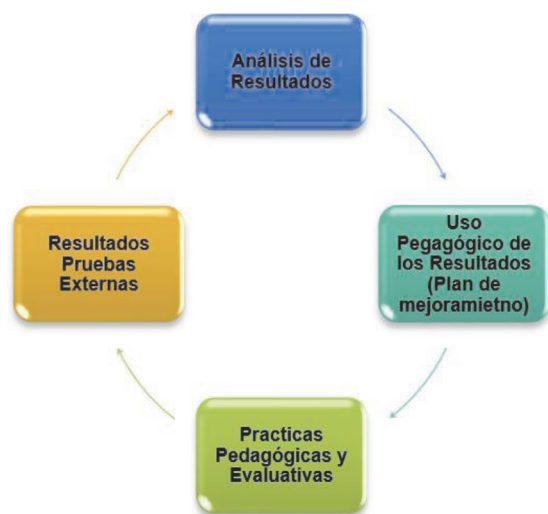 Análisis de
Resultados
Uso
Pegagógico de
los Resultados
(Plan de
mejoramietno)
Practicas
Pedagógicas y
Evaluativas
Resultados
Pruebas
Externas